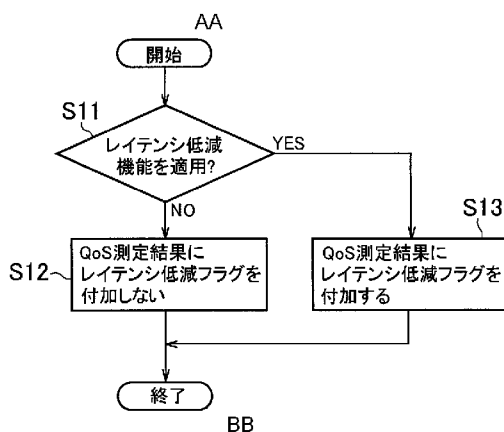 AA
開始
S11
レイテンシ低減
機能を適用?
YES
NO
S13
S12
QoS測定結果に
レイテンシ低減フラグを
付加しない
QoS測定結果に
レイテンシ低減フラグを
付加する
終了
BB